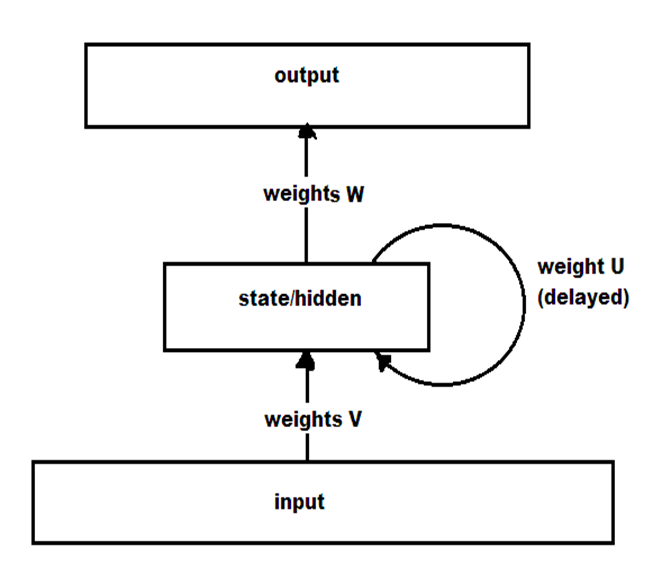 output
weights W
weight U
(delayed)
state/hidden
weights V
input